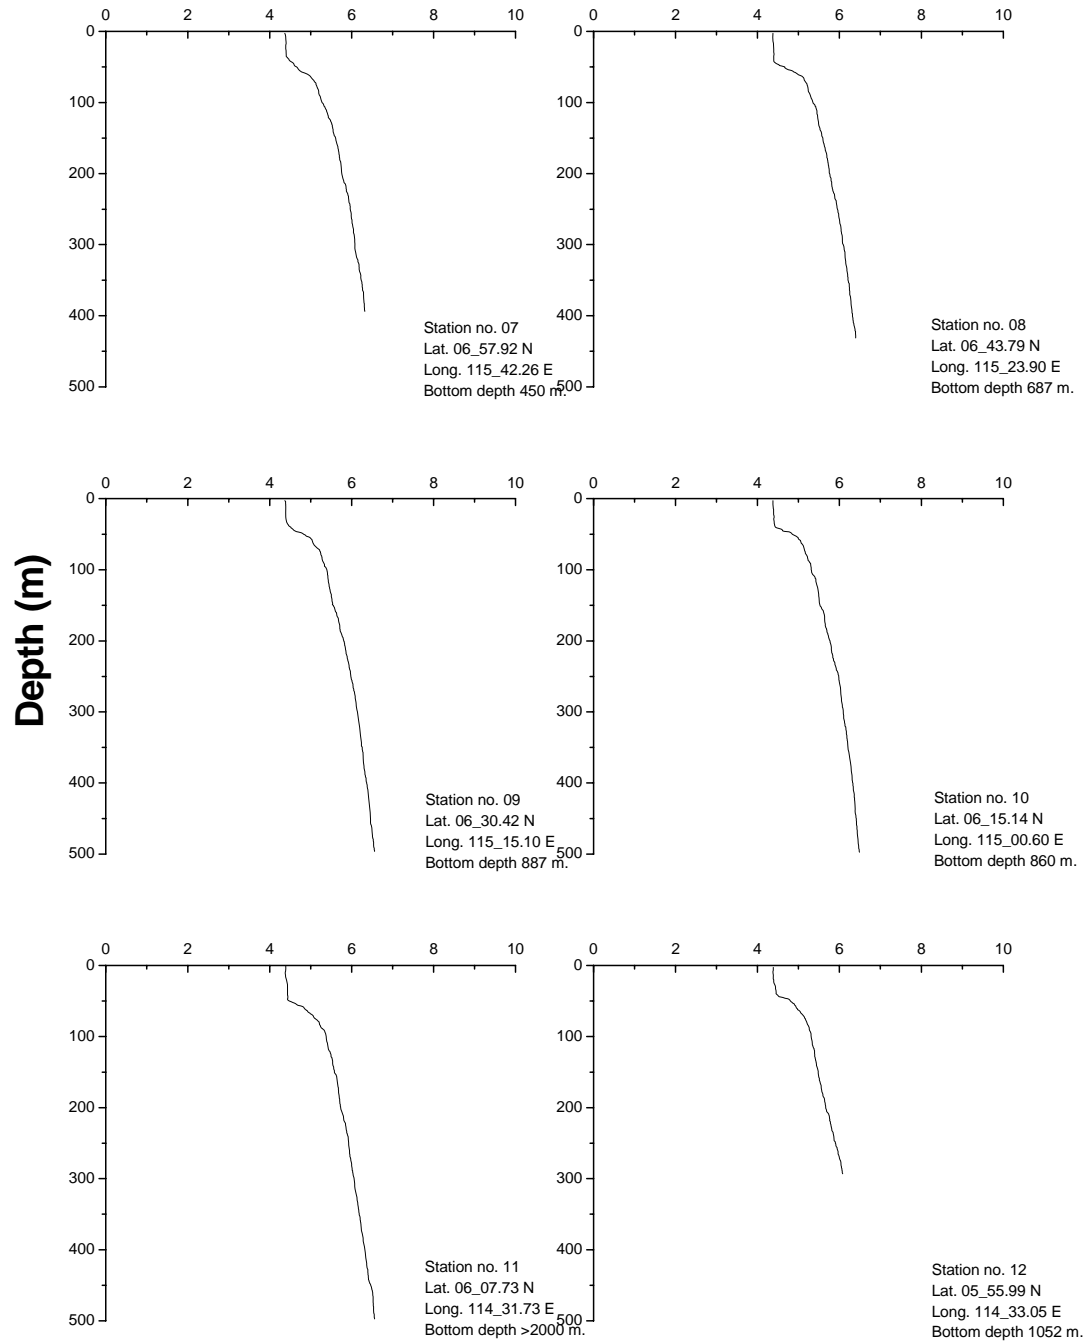 0 2 4 6 8 10
0
100
200
300
400
500
Station no. 07
Lat. 06_57.92 N
Long. 115_42.26 E
Bottom depth 450 m.
0 2 4 6 8 10
0
100
200
300
400
500
Station no. 08
Lat. 06_43.79 N
Long. 115_23.90 E
Bottom depth 687 m.
Depth (m)
0 2 4 6 8 10
0
100
200
300
400
500
Station no. 09
Lat. 06_30.42 N
Long. 115_15.10 E
Bottom depth 887 m.
0 2 4 6 8 10
0
100
200
300
400
500
Station no. 10
Lat. 06_15.14 N
Long. 115_00.60 E
Bottom depth 860 m.
0 2 4 6 8 10
0
100
200
300
400
500
Station no. 11
Lat. 06_07.73 N
Long. 114_31.73 E
Bottom depth >2000 m.
0 2 4 6 8 10
0
100
200
300
400
500
Station no. 12
Lat. 05_55.99 N
Long. 114_33.05 E
Bottom depth 1052 m.